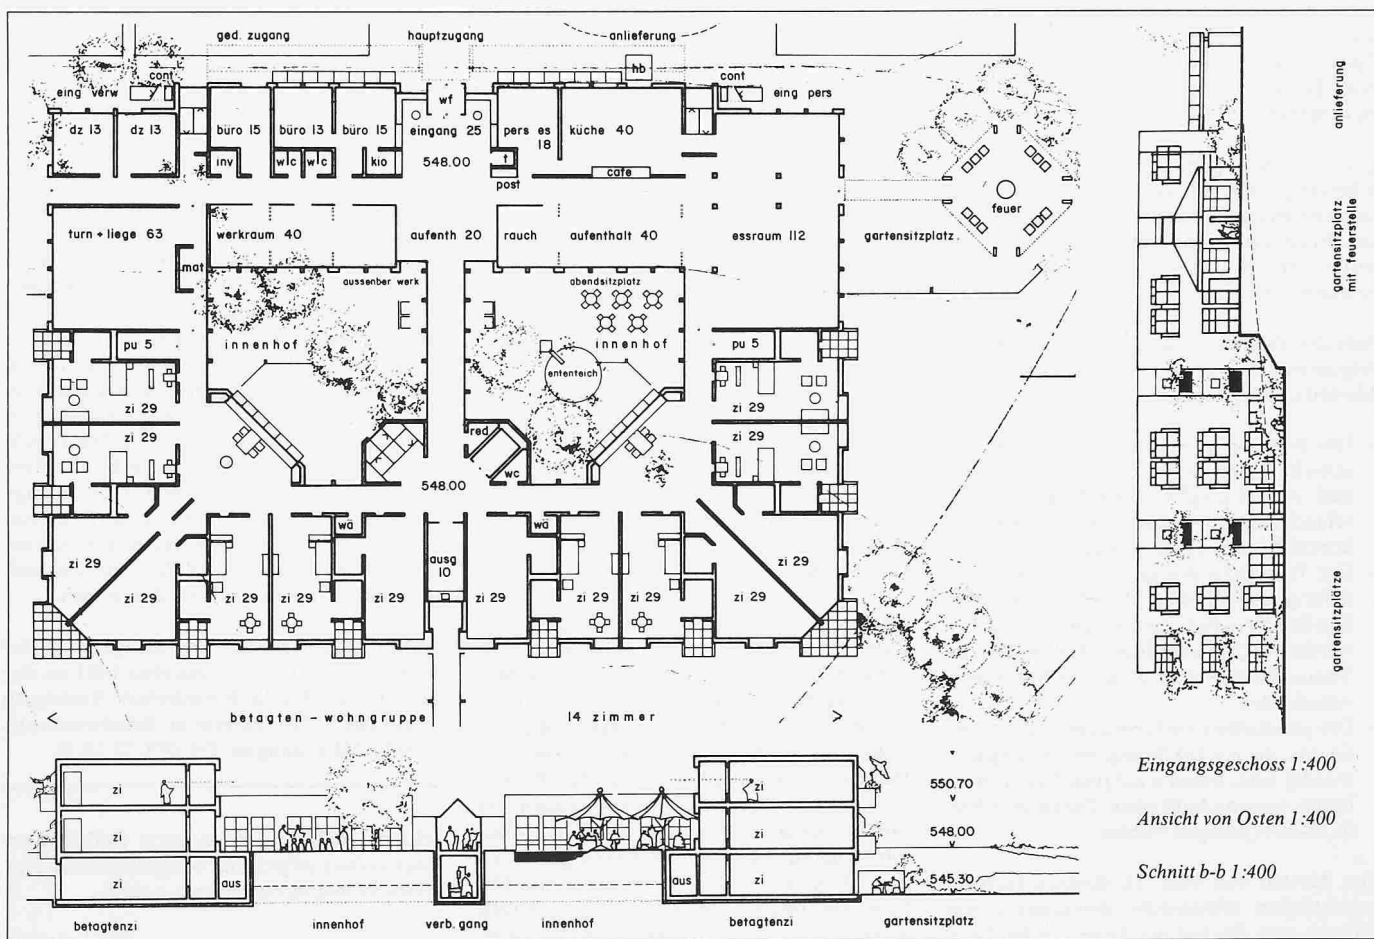 ged. zugang hauptzugang anlieferung
hb
cont cont
eing verw wf eing pers
dz 13 dz 13 büro 15 büro 13 büro 15 eingang 25 pers es 18 küche 40
548.00
inv wc wc kio t
cafe
post
feuer
turn + liege 63 werkraum 40 aufenth 20 rauch aufenthalt 40 essraum 112 gartensitzplatz
mat
aussenber werk abendsitzplatz
pu 5 innenhof innenhof pu 5
ententeich
zi 29 zi 29
zi 29 red zi 29
wc
548.00
wä wä
zi 29 ausg 10 zi 29
zi 29 zi 29 zi 29 zi 29 zi 29 zi 29 zi 29 zi 29
betagten – wohngruppe 14 zimmer
anlieferung
gartensitzplatz
mit feuerstelle
gartensitzplätze
zi zi 550.70
zi zi 548.00
zi aus aus zi 545.30
betagtenzi innenhof verb. gang innenhof betagtenzi gartensitzplatz
Eingangsgeschoss 1:400
Ansicht von Osten 1:400
Schnitt b-b 1:400